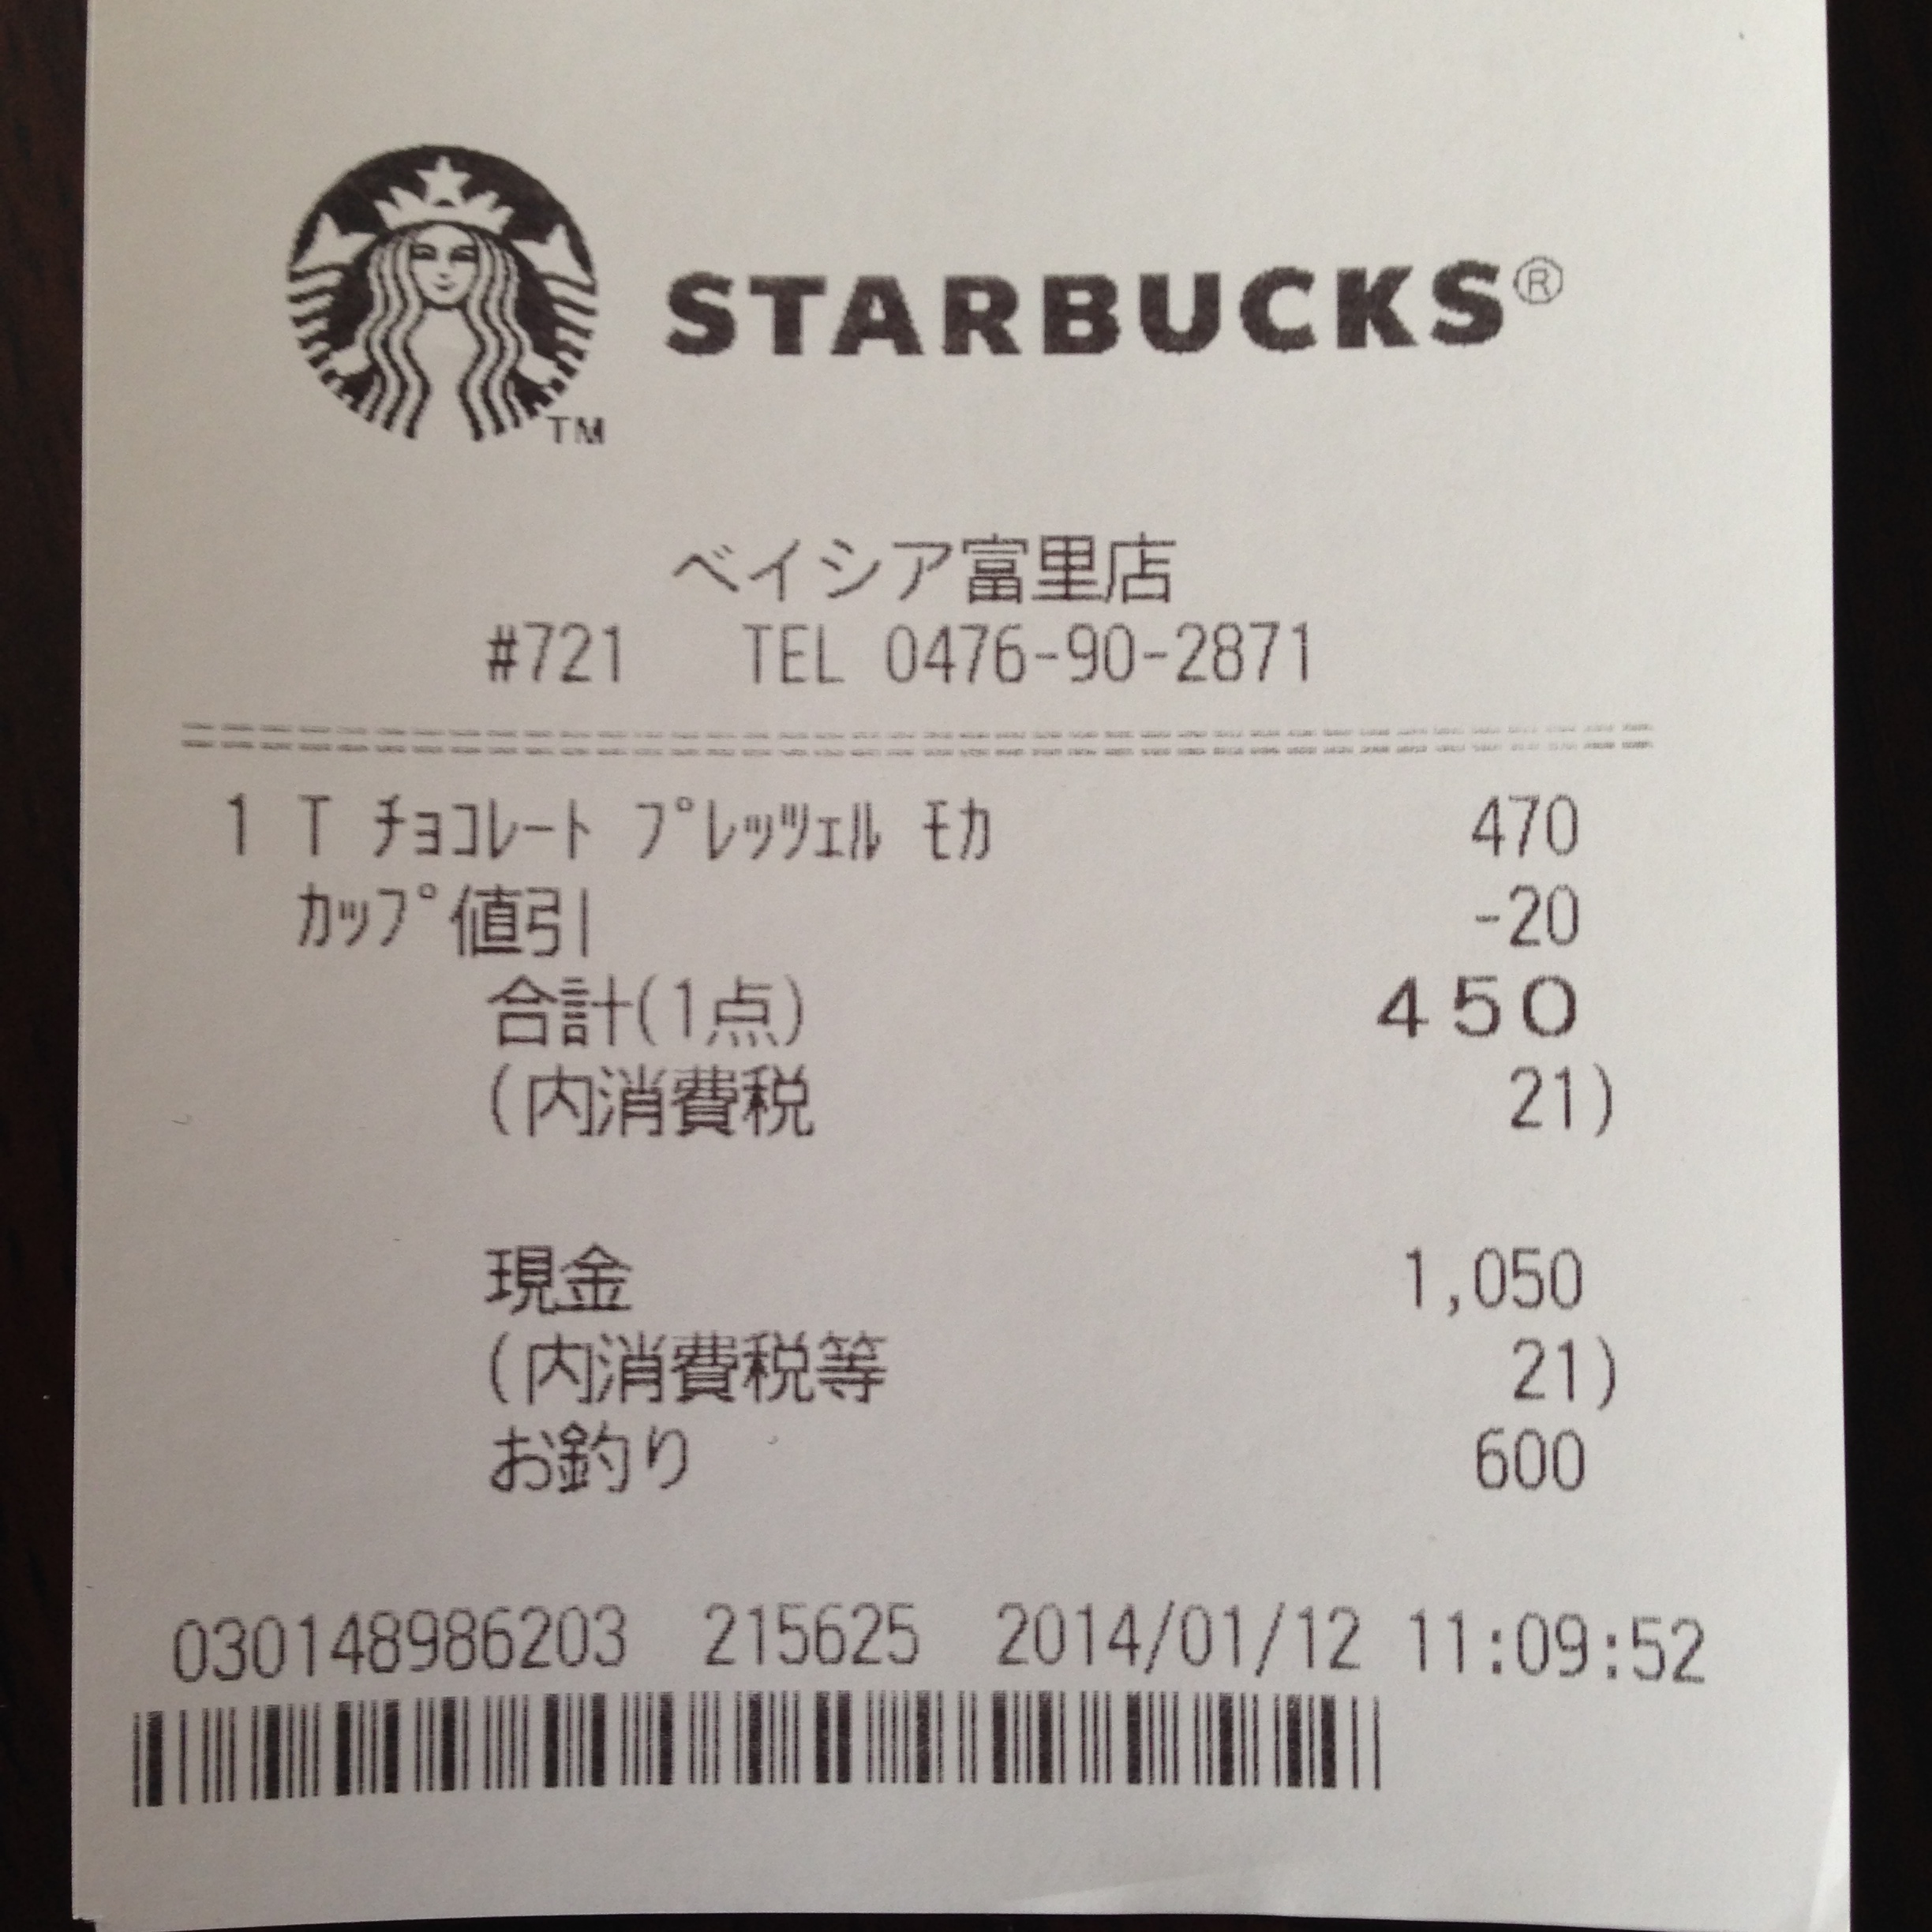 STARBUCKS®
TM
ベイシア富里店
#721 TEL 0476-90-2871
================================
1 T ﾁｮｺﾚｰﾄ ﾌﾟﾚｯﾂｪﾙ ﾓｶ 470
ｶｯﾌﾟ値引 -20
合計(1点) 450
(内消費税 21)
現金 1,050
(内消費税等 21)
お釣り 600
030148986203 215625 2014/01/12 11:09:52